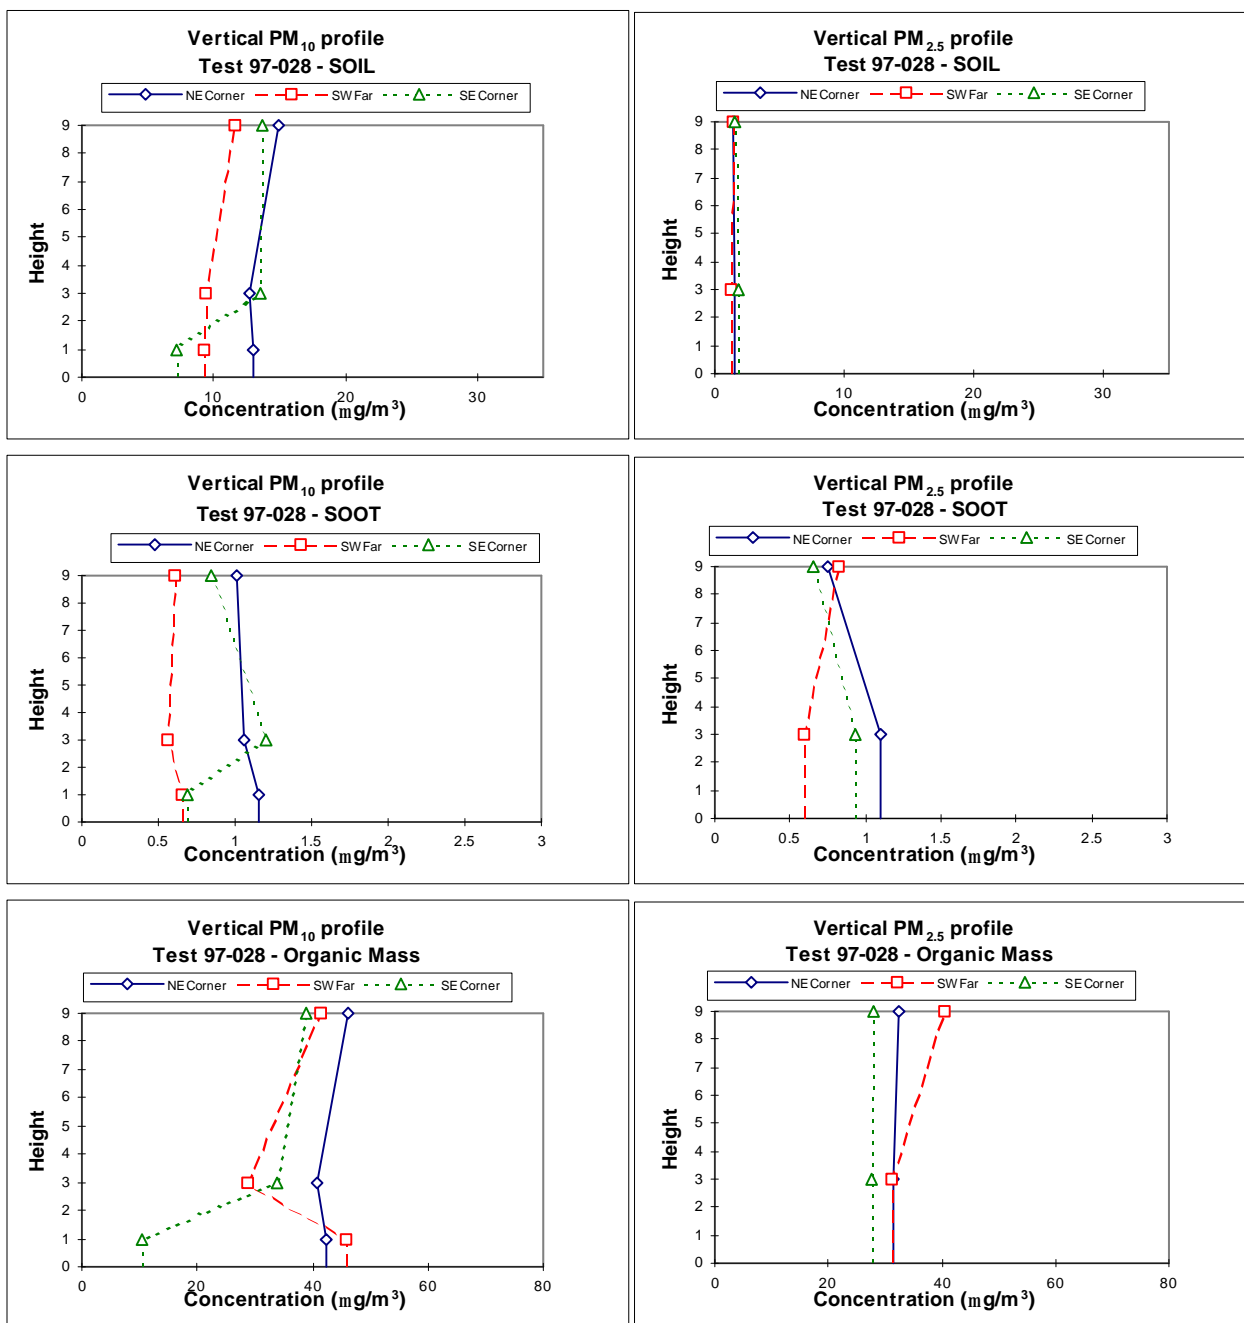 Vertical PM10 profile
Test 97-028 - SOIL
NE Corner SW Far SE Corner
9
8
7
6
5
4
3
2
1
0
Height
0 10 20 30
Concentration (mg/m3)
Vertical PM2.5 profile
Test 97-028 - SOIL
NE Corner SW Far SE Corner
9
8
7
6
5
4
3
2
1
0
Height
0 10 20 30
Concentration (mg/m3)
Vertical PM10 profile
Test 97-028 - SOOT
NE Corner SW Far SE Corner
9
8
7
6
5
4
3
2
1
0
Height
0 0.5 1 1.5 2 2.5 3
Concentration (mg/m3)
Vertical PM2.5 profile
Test 97-028 - SOOT
NE Corner SW Far SE Corner
9
8
7
6
5
4
3
2
1
0
Height
0 0.5 1 1.5 2 2.5 3
Concentration (mg/m3)
Vertical PM10 profile
Test 97-028 - Organic Mass
NE Corner SW Far SE Corner
9
8
7
6
5
4
3
2
1
0
Height
0 20 40 60 80
Concentration (mg/m3)
Vertical PM2.5 profile
Test 97-028 - Organic Mass
NE Corner SW Far SE Corner
9
8
7
6
5
4
3
2
1
0
Height
0 20 40 60 80
Concentration (mg/m3)